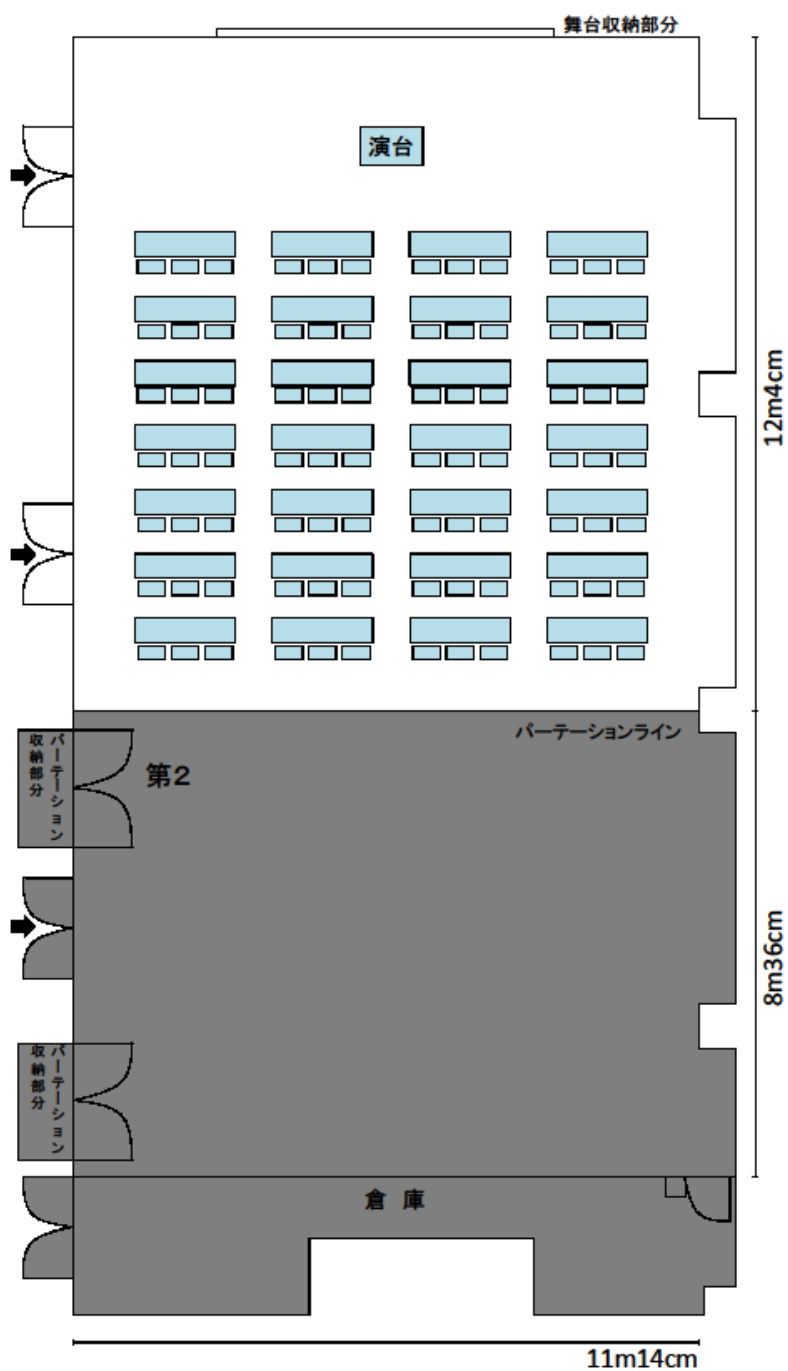 舞台収納部分
演台
12m4cm
パーテーションライン
パーテーション
収納部分
第2
8m36cm
パーテーション
収納部分
倉 庫
11m14cm